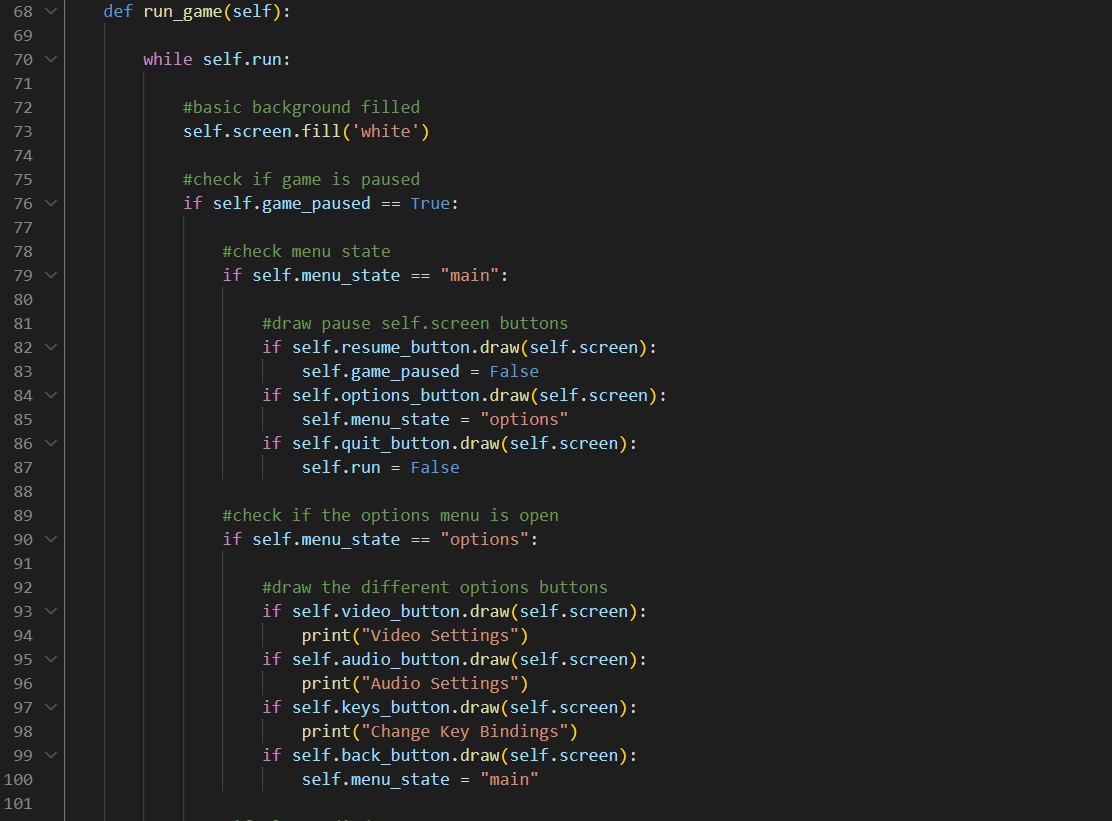 68 def run_game(self):
69
70 while self.run:
71
72 #basic background filled
73 self.screen.fill('white')
74
75 #check if game is paused
76 if self.game_paused == True:
77
78 #check menu state
79 if self.menu_state == "main":
80
81 #draw pause self.screen buttons
82 if self.resume_button.draw(self.screen):
83 self.game_paused = False
84 if self.options_button.draw(self.screen):
85 self.menu_state = "options"
86 if self.quit_button.draw(self.screen):
87 self.run = False
88
89 #check if the options menu is open
90 if self.menu_state == "options":
91
92 #draw the different options buttons
93 if self.video_button.draw(self.screen):
94 print("Video Settings")
95 if self.audio_button.draw(self.screen):
96 print("Audio Settings")
97 if self.keys_button.draw(self.screen):
98 print("Change Key Bindings")
99 if self.back_button.draw(self.screen):
100 self.menu_state = "main"
101